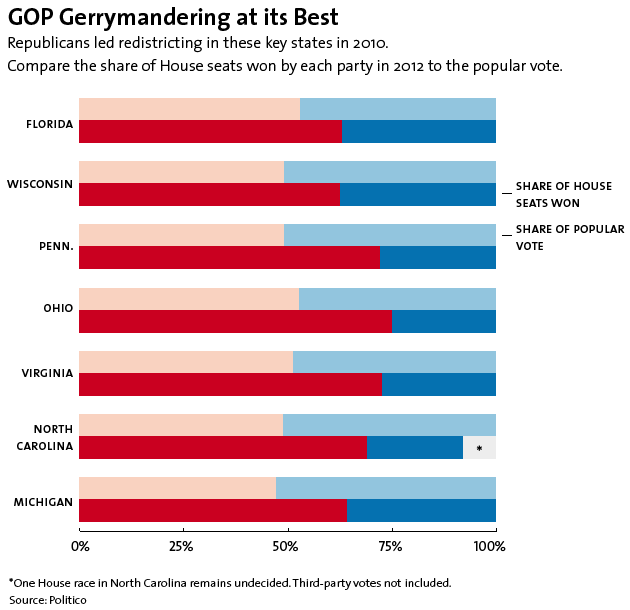 GOP Gerrymandering at its Best
Republicans led redistricting in these key states in 2010.
Compare the share of House seats won by each party in 2012 to the popular vote.
FLORIDA
WISCONSIN
SHARE OF HOUSE
SEATS WON
SHARE OF POPULAR
VOTE
PENN.
OHIO
VIRGINIA
NORTH
CAROLINA
*
MICHIGAN
0% 25% 50% 75% 100%
*One House race in North Carolina remains undecided. Third-party votes not included.
Source: Politico